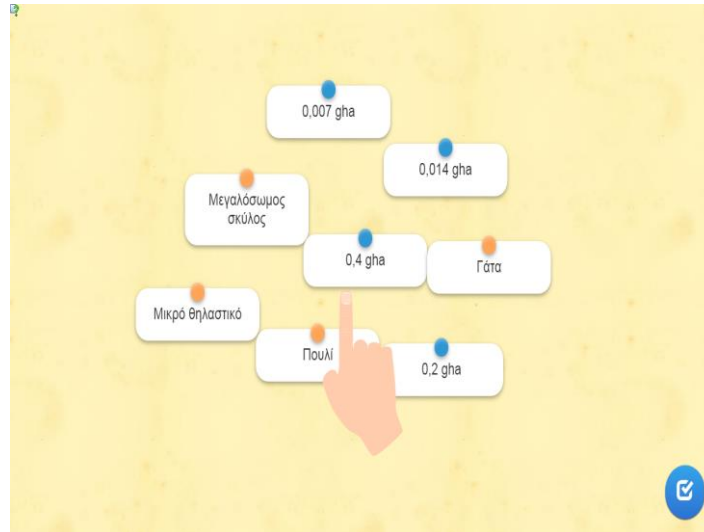 0,007 gha
0,014 gha
Μεγαλόσωμος
σκύλος
0,4 gha
Γάτα
Μικρό θηλαστικό
Πουλί
0,2 gha